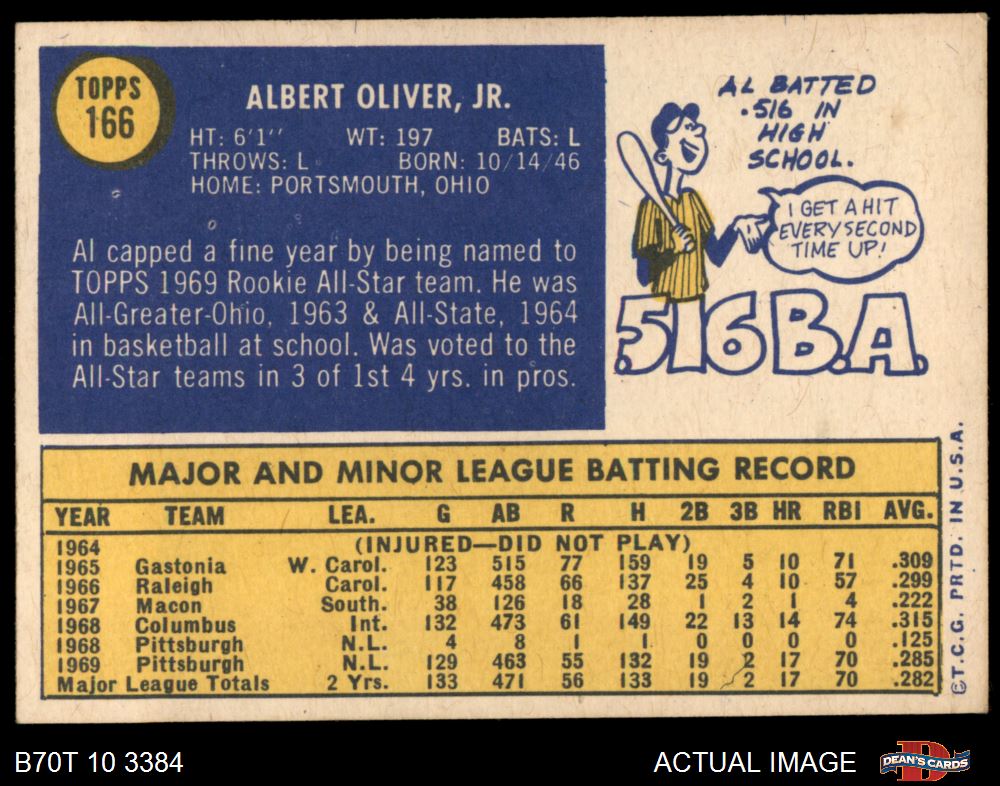 TOPPS
166
ALBERT OLIVER, JR.
HT: 6'1'' WT: 197 BATS: L
THROWS: L BORN: 10/14/46
HOME: PORTSMOUTH, OHIO
Al capped a fine year by being named to
TOPPS 1969 Rookie All-Star team. He was
All-Greater-Ohio, 1963 & All-State, 1964
in basketball at school. Was voted to the
All-Star teams in 3 of 1st 4 yrs. in pros.
AL BATTED
.516 IN
HIGH
SCHOOL.
I GET A HIT
EVERY SECOND
TIME UP!
.516 B.A.
MAJOR AND MINOR LEAGUE BATTING RECORD
YEAR TEAM LEA. G AB R H 2B 3B HR RBI AVG.
1964 (INJURED—DID NOT PLAY)
1965 Gastonia W. Carol. 123 515 77 159 19 5 10 71 .309
1966 Raleigh Carol. 117 458 66 137 25 4 10 57 .299
1967 Macon South. 38 126 18 28 1 2 1 4 .222
1968 Columbus Int. 132 473 61 149 22 13 14 74 .315
1968 Pittsburgh N.L. 4 8 1 1 0 0 0 0 .125
1969 Pittsburgh N.L. 129 463 55 132 19 2 17 70 .285
Major League Totals 2 Yrs. 133 471 56 133 19 2 17 70 .282
©T.C.G. PRTD. IN U.S.A.
B70T 10 3384
ACTUAL IMAGE
D
DEAN'S CARDS